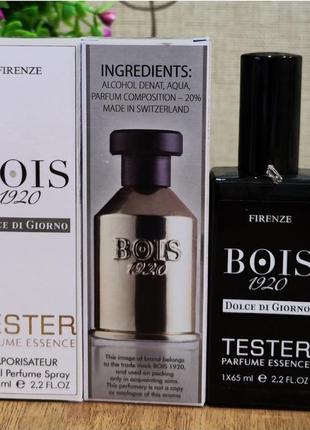 FIRENZE
BOIS
1920
DOLCE DI GIORNO
TESTER
PARFUME ESSENCE
VAPORISATEUR
Perfume Spray
ml ℮ 2,2 FL.OZ
INGREDIENTS:
ALCOHOL DENAT, AQUA,
PARFUM COMPOSITION – 20%
MADE IN SWITZERLAND
BOIS
1920
This image of brand belongs
to the trade mark BOIS 1920,
and used on packing
only in acquainting aims.
This perfumery is not a copy
or analogue of this aroma
FIRENZE
BOIS
1920
DOLCE DI GIORNO
TESTER
PARFUME ESSENCE
1X65 ml ℮ 2,2 FL.OZ